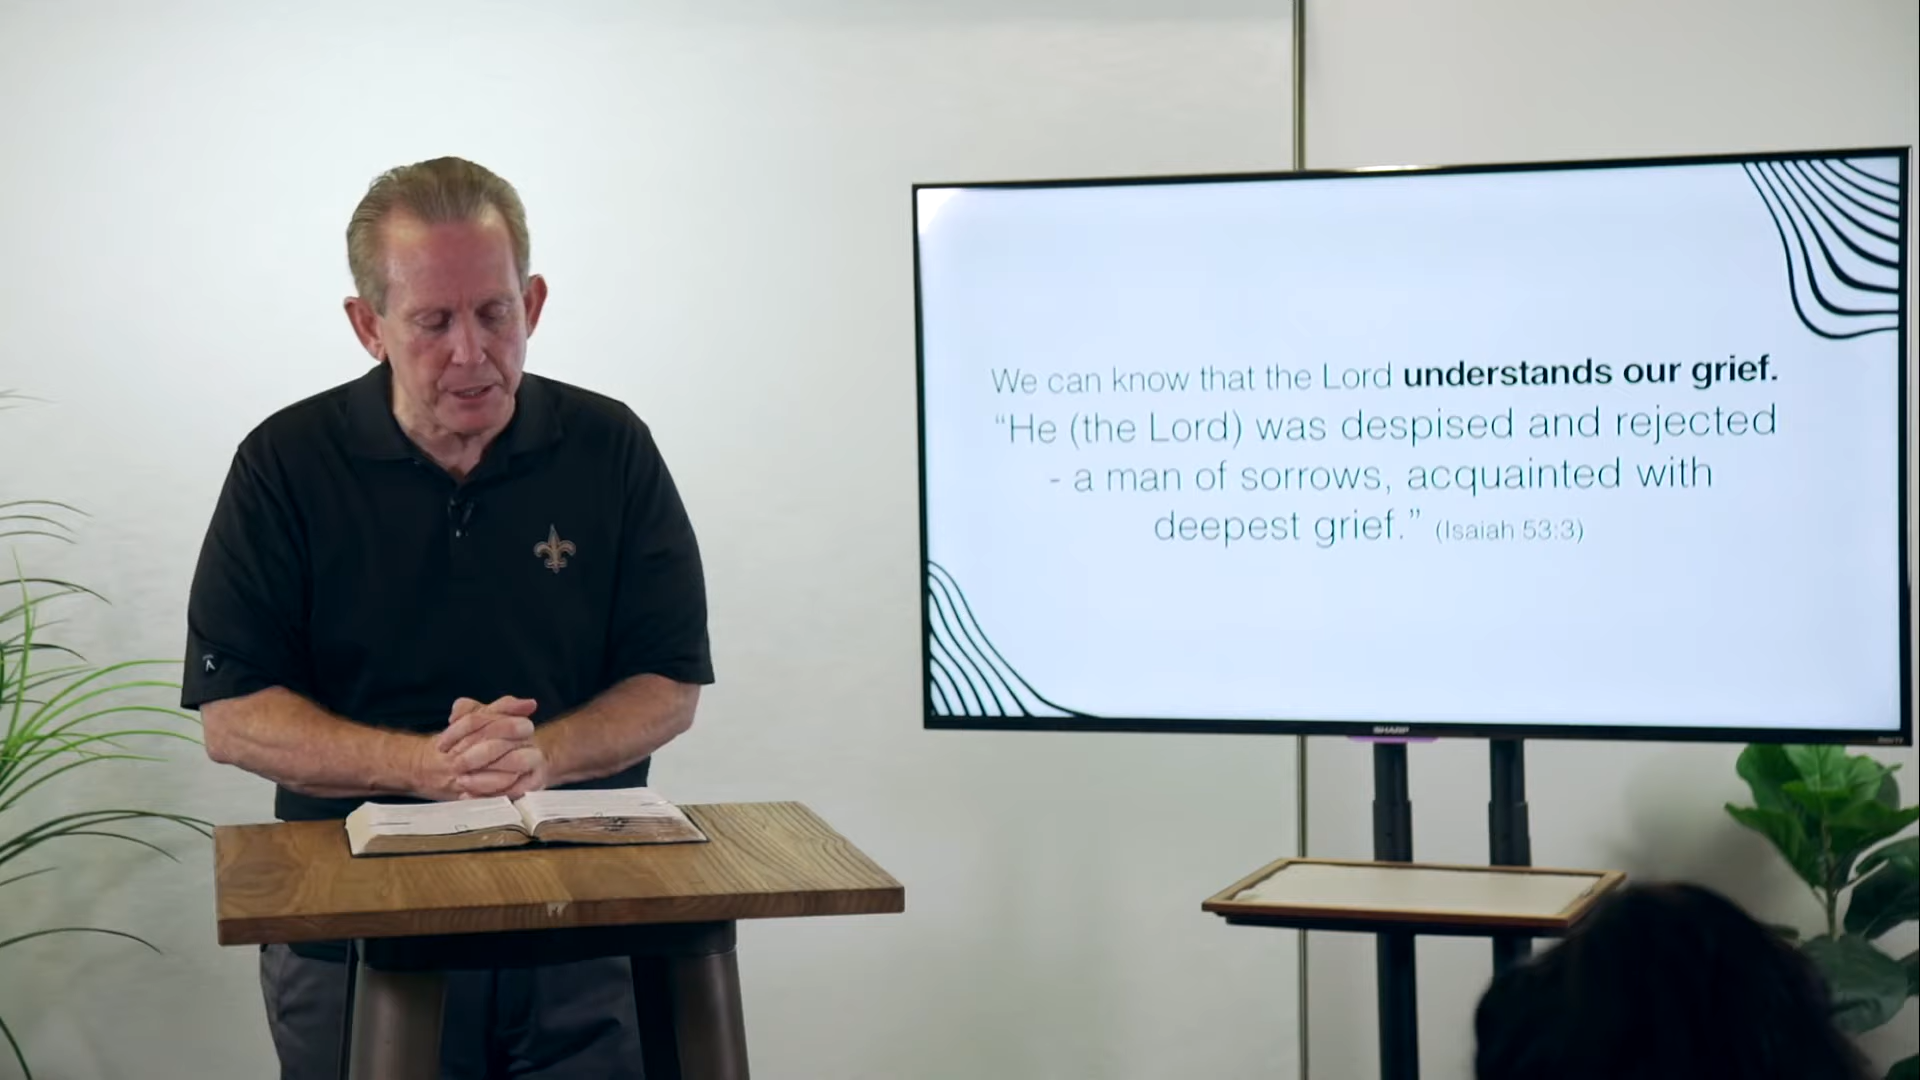 We can know that the Lord understands our grief.
“He (the Lord) was despised and rejected
- a man of sorrows, acquainted with
deepest grief.” (Isaiah 53:3)
SHARP